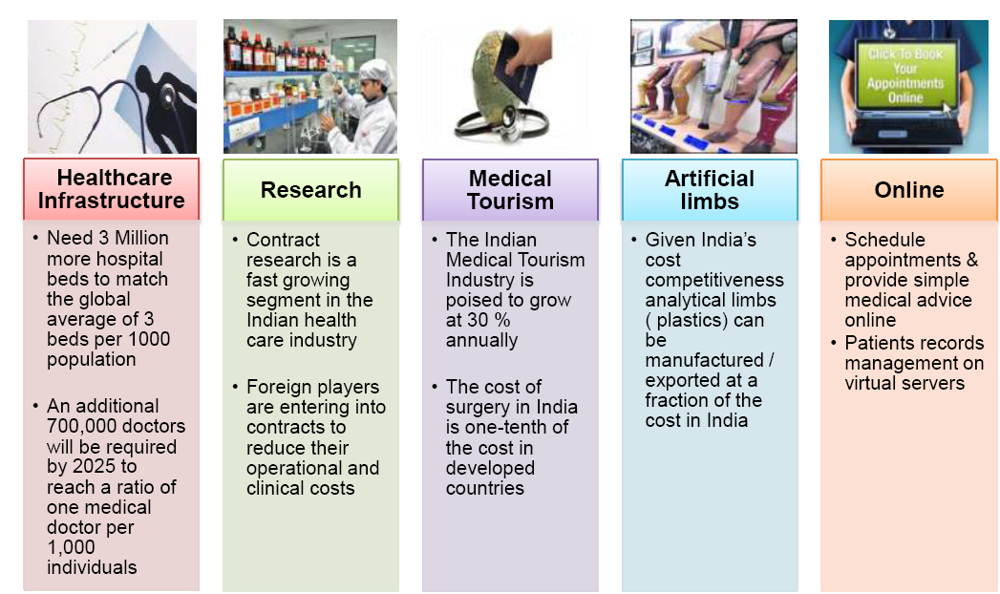 Click To Book
Your
Appointments
Online
Healthcare
Infrastructure
• Need 3 Million
more hospital
beds to match
the global
average of 3
beds per 1000
population
• An additional
700,000 doctors
will be required
by 2025 to
reach a ratio of
one medical
doctor per
1,000
individuals
Research
• Contract
research is a
fast growing
segment in the
Indian health
care industry
• Foreign players
are entering into
contracts to
reduce their
operational and
clinical costs
Medical
Tourism
• The Indian
Medical Tourism
Industry is
poised to grow
at 30 %
annually
• The cost of
surgery in India
is one-tenth of
the cost in
developed
countries
Artificial
limbs
• Given India’s
cost
competitiveness
analytical limbs
( plastics) can
be
manufactured /
exported at a
fraction of the
cost in India
Online
• Schedule
appointments &
provide simple
medical advice
online
• Patients records
management on
virtual servers